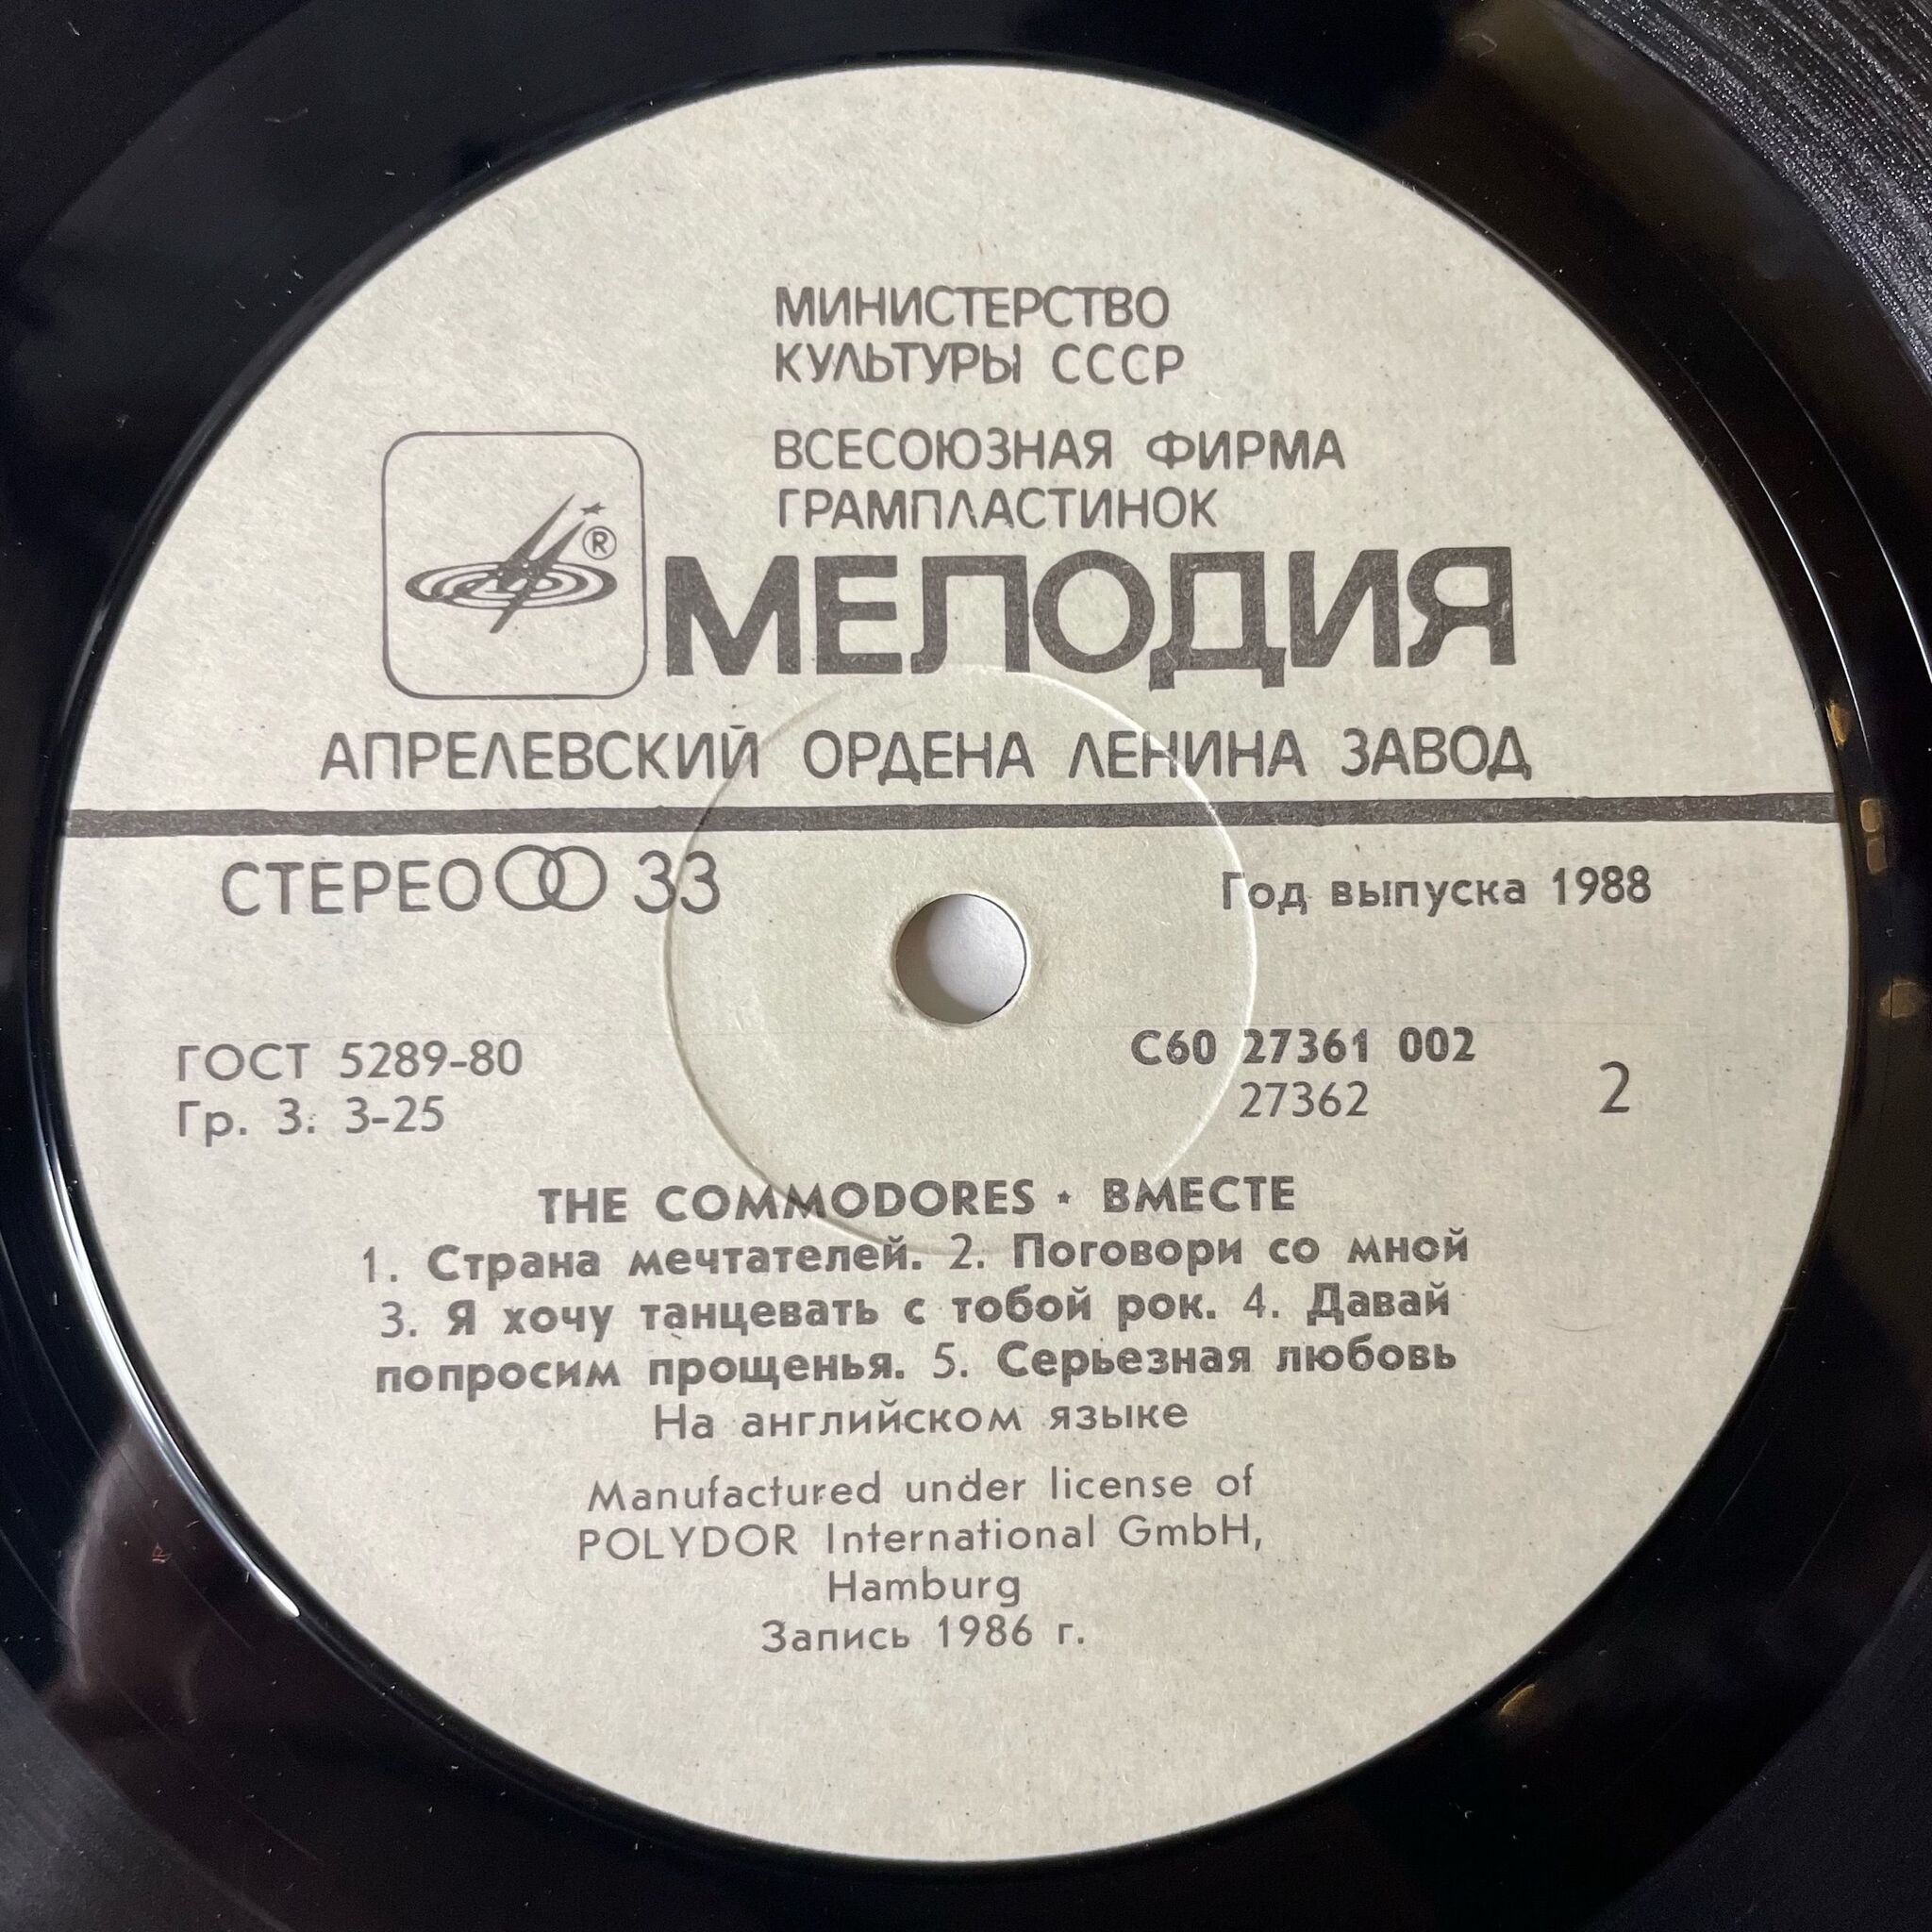 МИНИСТЕРСТВО
КУЛЬТУРЫ СССР
ВСЕСОЮЗНАЯ ФИРМА
ГРАМПЛАСТИНОК
®
МЕЛОДИЯ
АПРЕЛЕВСКИЙ ОРДЕНА ЛЕНИНА ЗАВОД
СТЕРЕО 33
Год выпуска 1988
ГОСТ 5289-80
Гр. 3. 3-25
С60 27361 002
27362
2
THE COMMODORES ⋆ ВМЕСТЕ
1. Страна мечтателей. 2. Поговори со мной
3. Я хочу танцевать с тобой рок. 4. Давай
попросим прощенья. 5. Серьезная любовь
На английском языке
Manufactured under license of
POLYDOR International GmbH,
Hamburg
Запись 1986 г.